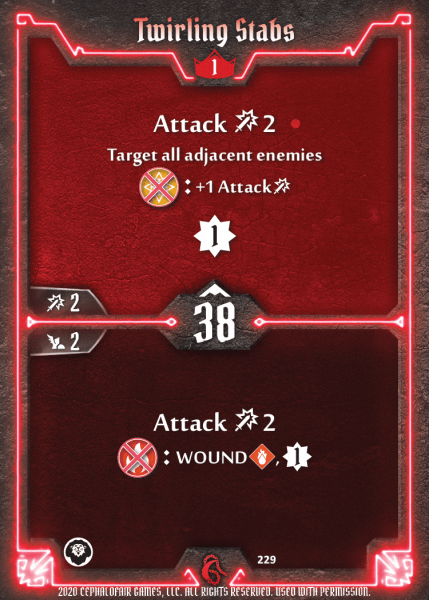 Twirling Stabs
1
Attack 2
Target all adjacent enemies
: +1 Attack
1
2
38
2
Attack 2
: WOUND , 1
229
2020 CEPHALOFAIR GAMES, LLC. ALL RIGHTS RESERVED. USED WITH PERMISSION.